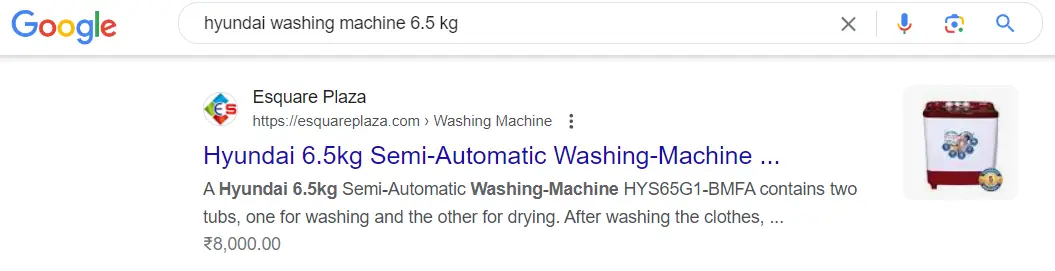 Google
hyundai washing machine 6.5 kg
Esquare Plaza
https://esquareplaza.com › Washing Machine
Hyundai 6.5kg Semi-Automatic Washing-Machine ...
A Hyundai 6.5kg Semi-Automatic Washing-Machine HYS65G1-BMFA contains two
tubs, one for washing and the other for drying. After washing the clothes, ...
₹8,000.00
ES